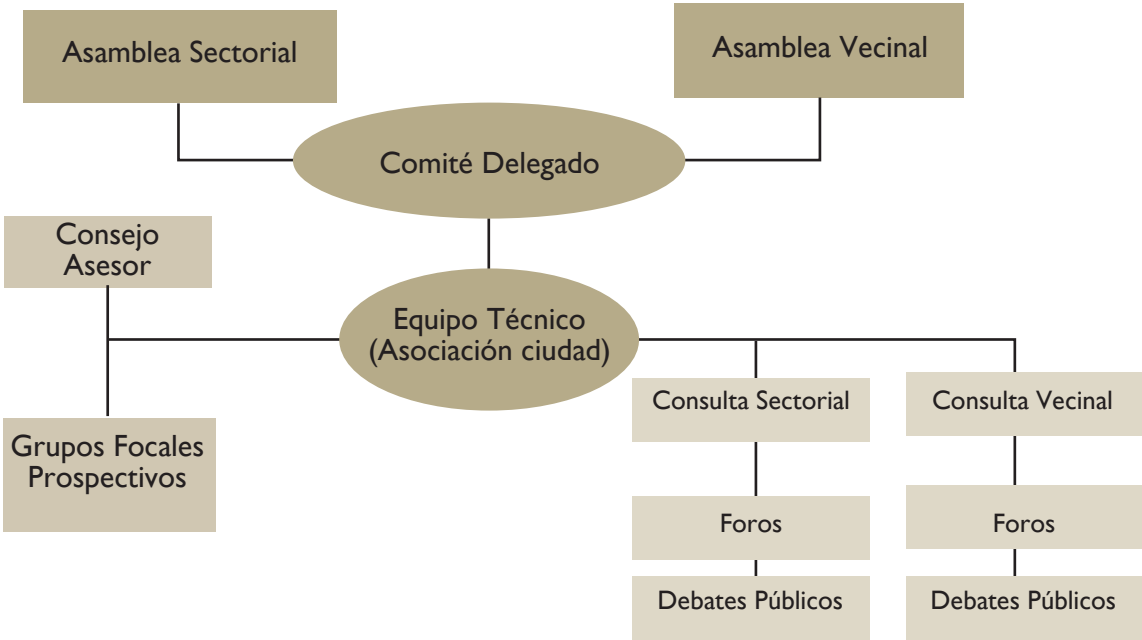 Asamblea Sectorial
Asamblea Vecinal
Comité Delegado
Consejo
Asesor
Equipo Técnico
(Asociación ciudad)
Grupos Focales
Prospectivos
Consulta Sectorial
Consulta Vecinal
Foros
Foros
Debates Públicos
Debates Públicos